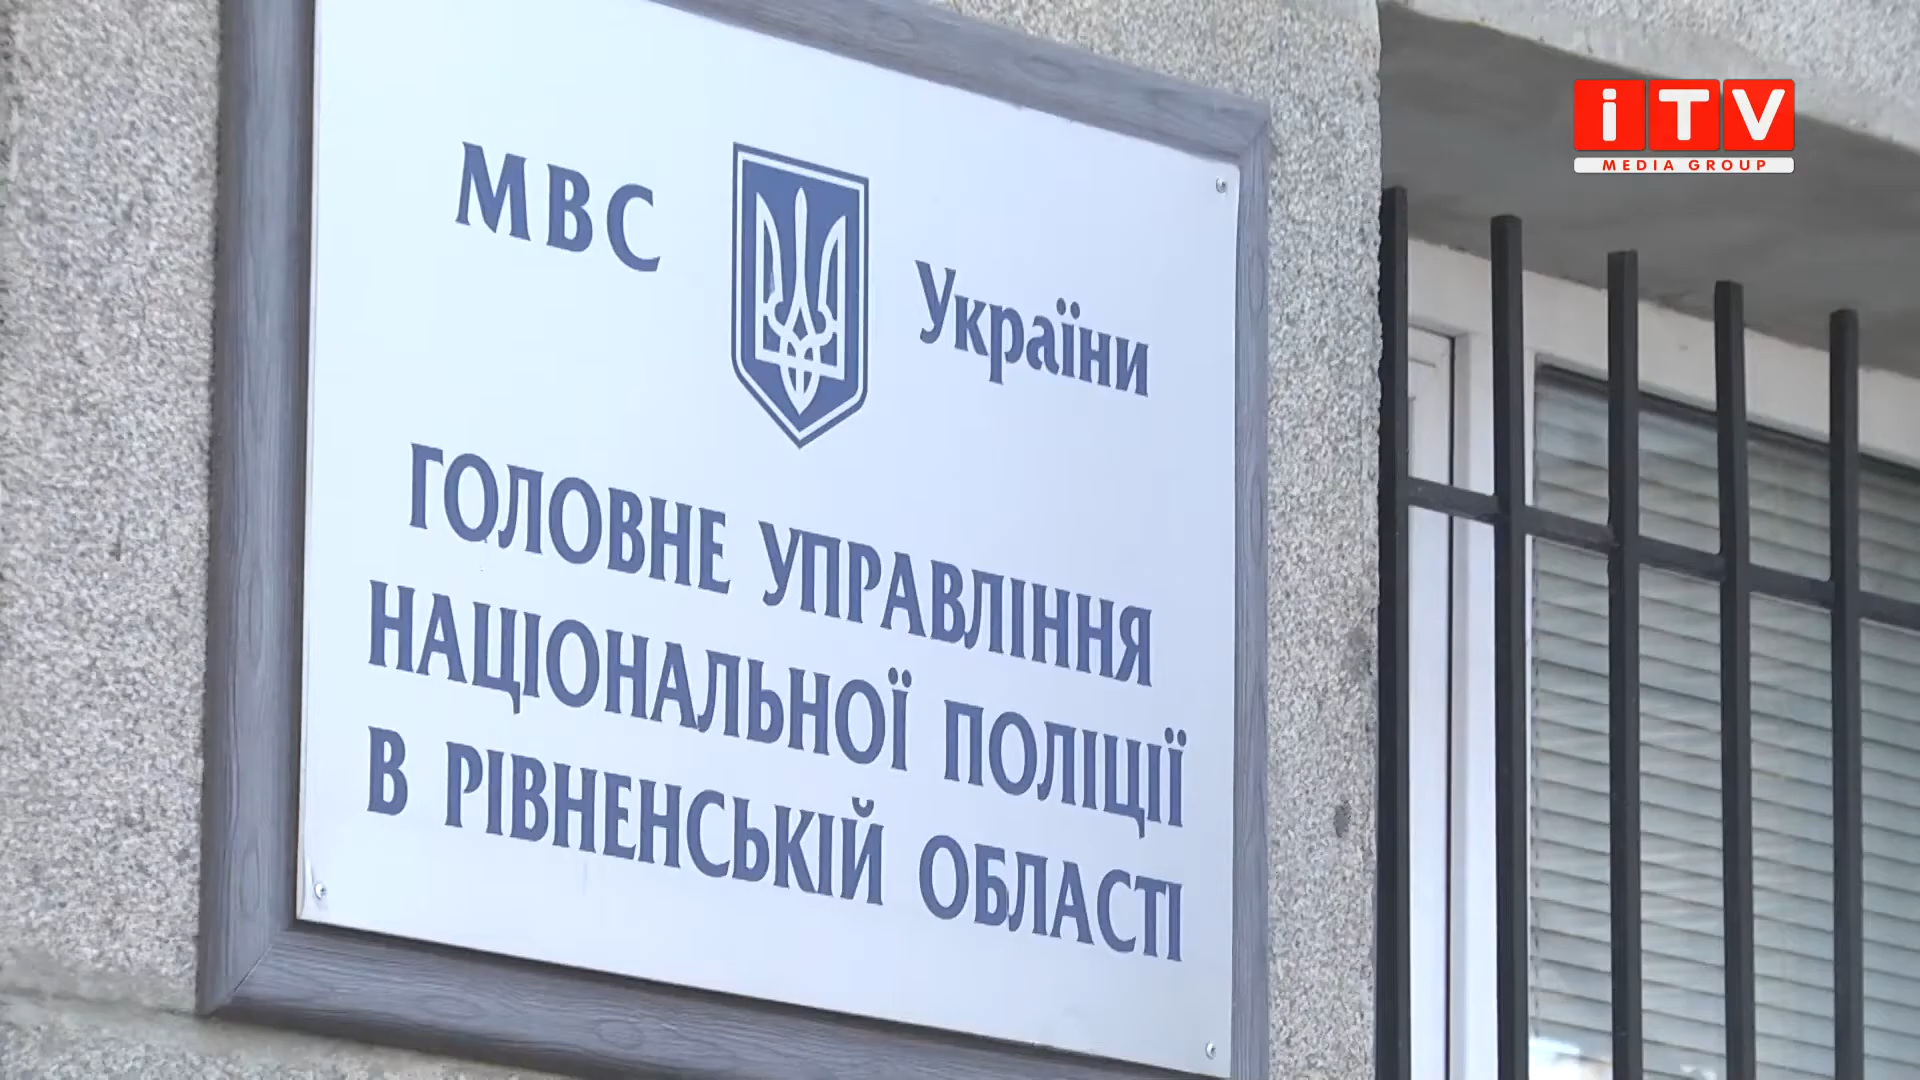 iTV
MEDIA GROUP
МВС України
ГОЛОВНЕ УПРАВЛІННЯ
НАЦІОНАЛЬНОЇ ПОЛІЦІЇ
В РІВНЕНСЬКІЙ ОБЛАСТІ